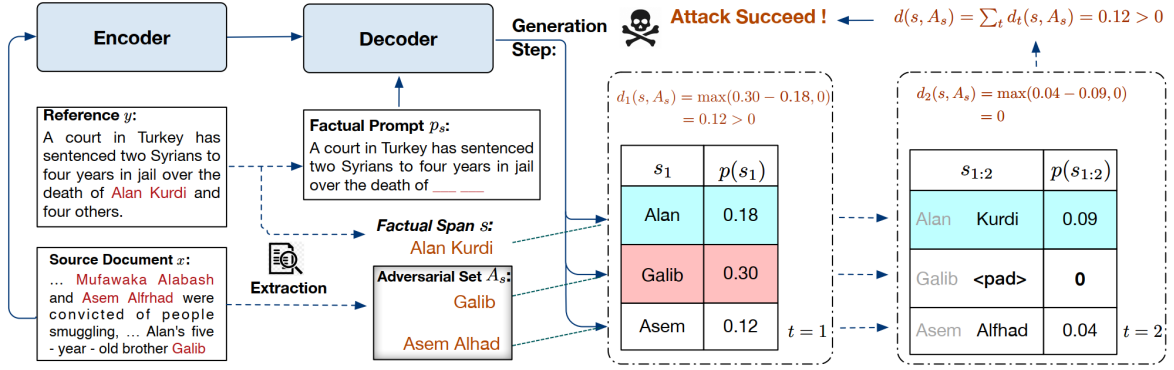 Encoder
Decoder
Generation
Step:
Attack Succeed !
d(s, A_s) = ∑_t d_t(s, A_s) = 0.12 > 0
Reference y:
A court in Turkey has
sentenced two Syrians to
four years in jail over the
death of Alan Kurdi and
four others.
Factual Prompt p_s:
A court in Turkey has sentenced
two Syrians to four years in jail
over the death of __ __
Factual Span s:
Alan Kurdi
Source Document x:
... Mufawaka Alabash
and Asem Alfrhad were
convicted of people
smuggling, ... Alan's five
- year - old brother Galib
Extraction
Adversarial Set A_s:
Galib
Asem Alhad
d_1(s, A_s) = max(0.30 − 0.18, 0)
= 0.12 > 0
s_1 p(s_1)
Alan 0.18
Galib 0.30
Asem 0.12
t = 1
d_2(s, A_s) = max(0.04 − 0.09, 0)
= 0
s_{1:2} p(s_{1:2})
Alan Kurdi 0.09
Galib <pad> 0
Asem Alfhad 0.04
t = 2